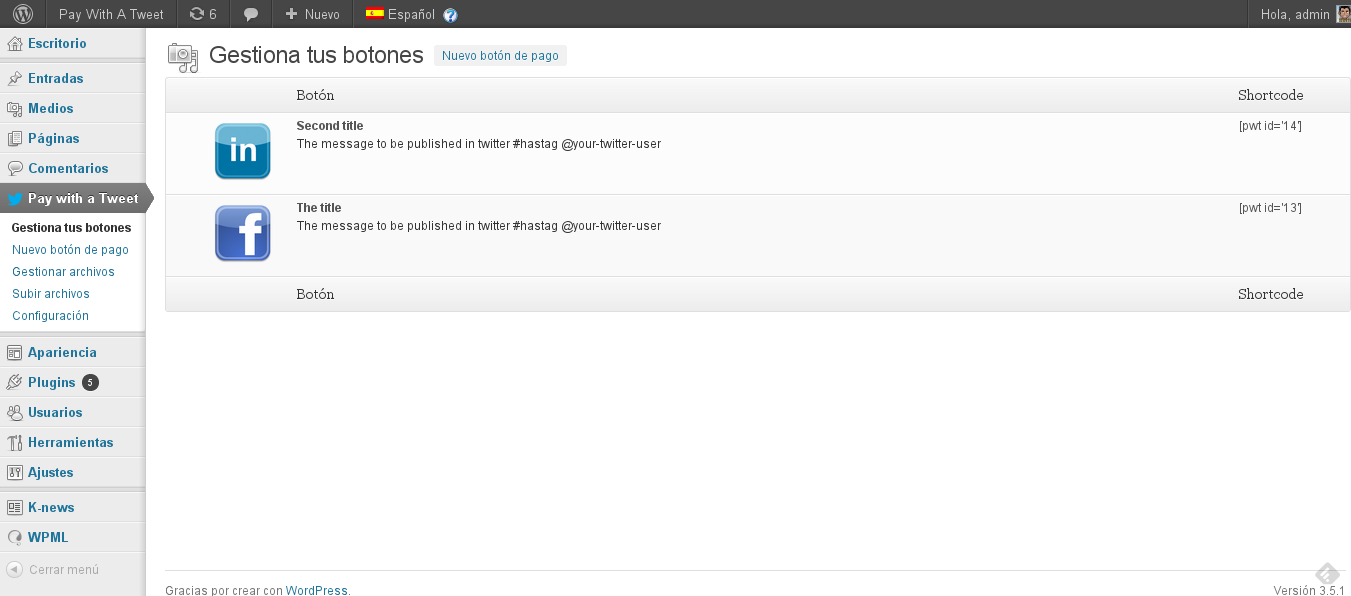 Pay With A Tweet 6 Nuevo Español ? Hola, admin
Escritorio
Entradas
Medios
Páginas
Comentarios
Pay with a Tweet
Gestiona tus botones
Nuevo botón de pago
Gestionar archivos
Subir archivos
Configuración
Apariencia
Plugins 5
Usuarios
Herramientas
Ajustes
K-news
WPML
Cerrar menú
Gestiona tus botones Nuevo botón de pago
Botón Shortcode
in
Second title [pwt id='14']
The message to be published in twitter #hastag @your-twitter-user
f
The title [pwt id='13']
The message to be published in twitter #hastag @your-twitter-user
Botón Shortcode
Gracias por crear con WordPress. Versión 3.5.1